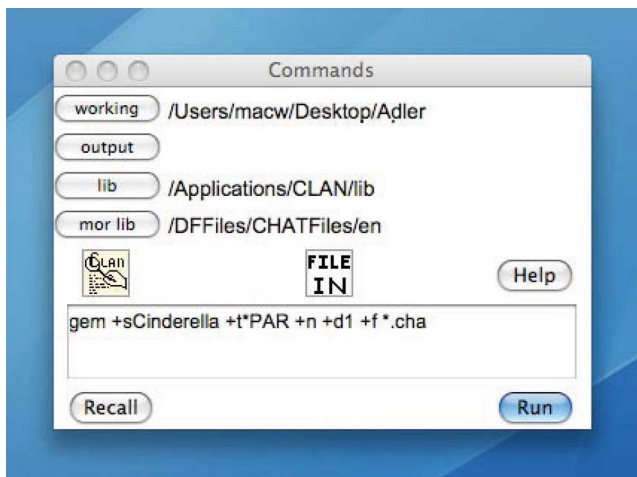 Commands
working /Users/macw/Desktop/Adler
output
lib /Applications/CLAN/lib
mor lib /DFFiles/CHATFiles/en
CLAN FILE IN Help
gem +sCinderella +t*PAR +n +d1 +f *.cha
Recall Run